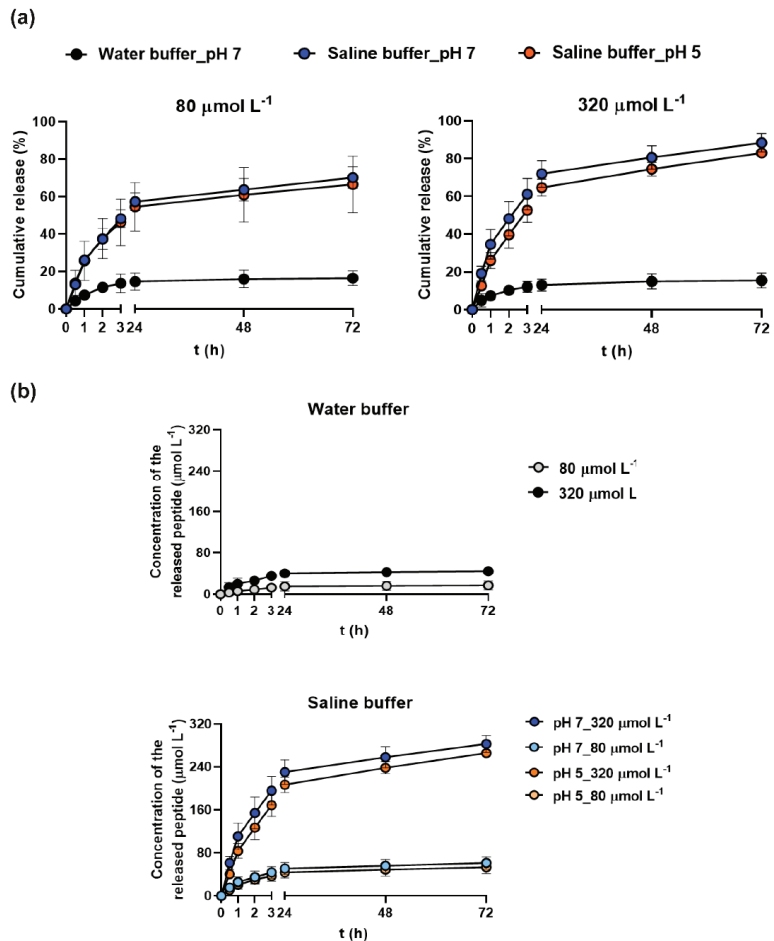 (a)
Water buffer_pH 7 Saline buffer_pH 7 Saline buffer_pH 5
80 μmol L-1
Cumulative release (%)
100
80
60
40
20
0
0 1 2 3 24 48 72
t (h)
320 μmol L-1
Cumulative release (%)
100
80
60
40
20
0
0 1 2 3 24 48 72
t (h)
(b)
Water buffer
Concentration of the
released peptide (μmol L-1)
320
240
160
80
0
0 1 2 3 24 48 72
t (h)
80 μmol L-1
320 μmol L
Saline buffer
Concentration of the
released peptide (μmol L-1)
320
240
160
80
0
0 1 2 3 24 48 72
t (h)
pH 7_320 μmol L-1
pH 7_80 μmol L-1
pH 5_320 μmol L-1
pH 5_80 μmol L-1